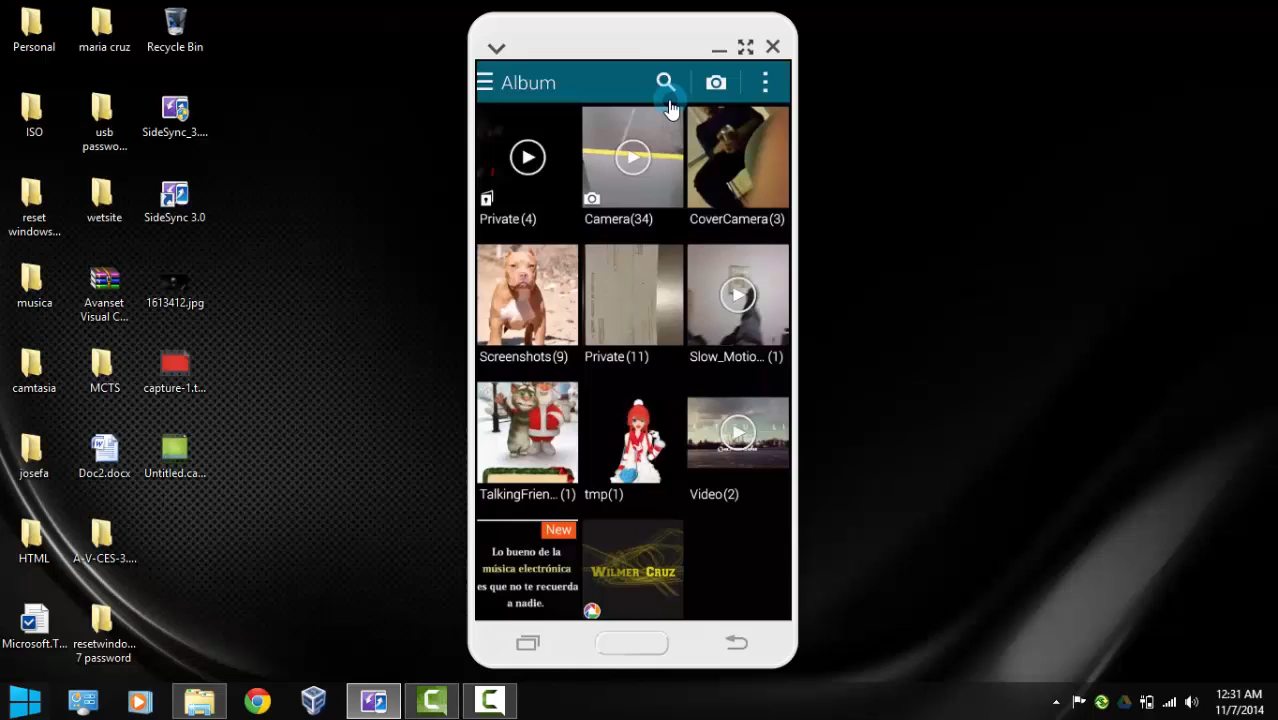 Personal
maria cruz
Recycle Bin
ISO
usb
passwo...
SideSync_3....
reset
windows...
wetsite
SideSync 3.0
musica
Avanset
Visual C...
1613412.jpg
camtasia
MCTS
capture-1.t...
josefa
Doc2.docx
Untitled.ca...
HTML
A-V-CES-3....
Microsoft.T...
resetwindo...
7 password
Album
Private(4)
Camera(34)
CoverCamera(3)
Screenshots(9)
Private(11)
Slow_Motio... (1)
TalkingFrien... (1)
tmp(1)
Video(2)
New
Lo bueno de la
música electrónica
es que no te recuerda
a nadie.
WILMER CRUZ
12:31 AM
11/7/2014